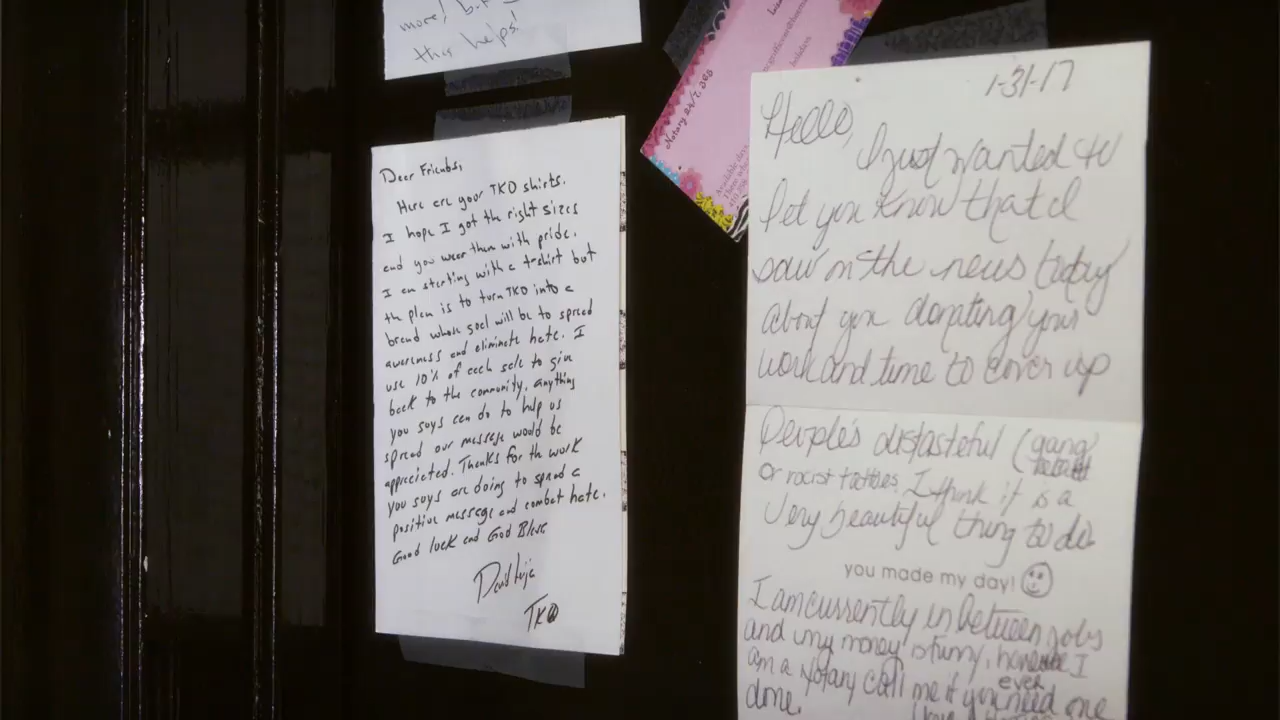 more!
this helps!
Dear Friends,
Here are your TKO shirts.
I hope I got the right sizes
and you wear them with pride.
I am starting with a t-shirt but
the plan is to turn TKO into a
brand whose goal will be to spread
awareness and eliminate hate. I
use 10% of each sale to give
back to the community. anything
you guys can do to help us
spread our message would be
appreciated. Thanks for the work
you guys are doing to spread a
positive message and combat hate.
Good luck and God Bless
David
TKO
Notary
Available days
1-31-17
Hello,
I just wanted to
let you know that I
saw on the news today
about you donating your
work and time to cover up
People's distasteful (gang
or racist tattoos. I think it is a
Very beautiful thing to do
you made my day!
I am currently in between jobs
and my money is funny, I
am a Notary call me if you ever need one
done.